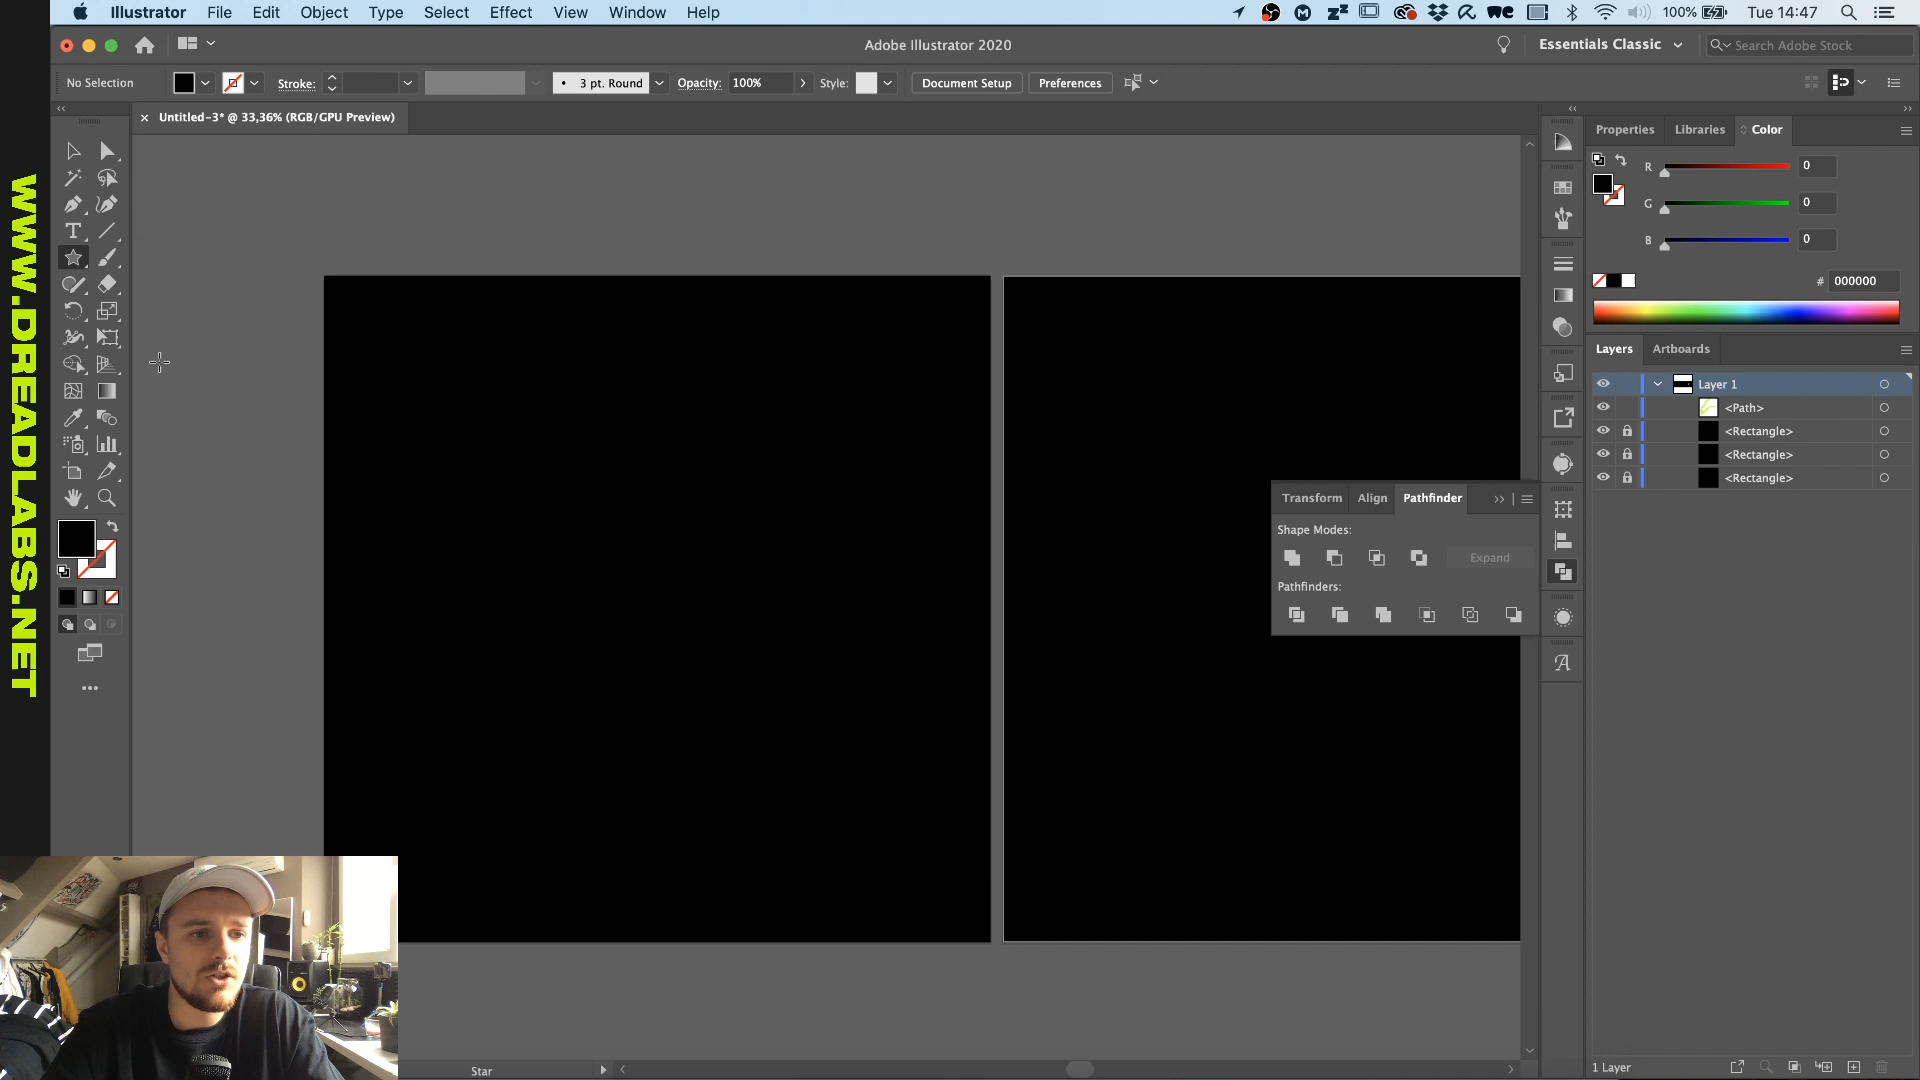 Illustrator File Edit Object Type Select Effect View Window Help
100% Tue 14:47
Adobe Illustrator 2020
Essentials Classic
Search Adobe Stock
No Selection
Stroke:
3 pt. Round
Opacity: 100%
Style:
Document Setup
Preferences
Untitled-3* @ 33,36% (RGB/GPU Preview)
Properties Libraries Color
R 0
G 0
B 0
# 000000
Layers Artboards
Layer 1
<Path>
<Rectangle>
<Rectangle>
<Rectangle>
Transform Align Pathfinder
Shape Modes:
Expand
Pathfinders:
WWW.DREADLABS.NET
Star
1 Layer